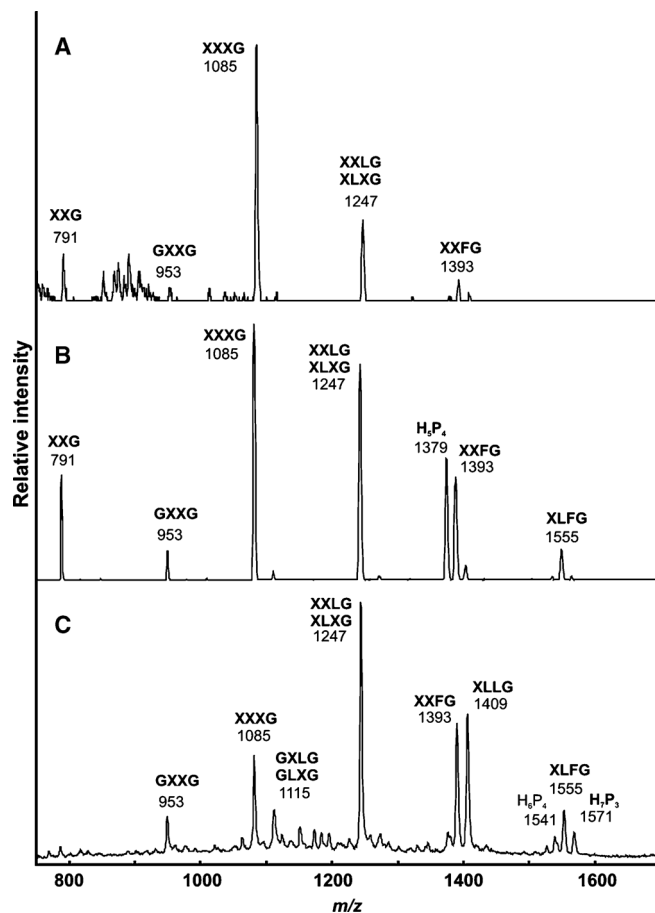 A
XXXG
1085
XXLG
XLXG
1247
XXG
791
GXXG
953
XXFG
1393
B
XXXG
1085
XXLG
XLXG
1247
H₅P₄
1379
XXFG
1393
XXG
791
GXXG
953
XLFG
1555
Relative intensity
C
XXLG
XLXG
1247
XXFG
1393
XLLG
1409
XXXG
1085
GXLG
GLXG
1115
GXXG
953
XLFG
1555
H₆P₄
1541
H₇P₃
1571
800 1000 1200 1400 1600
m/z